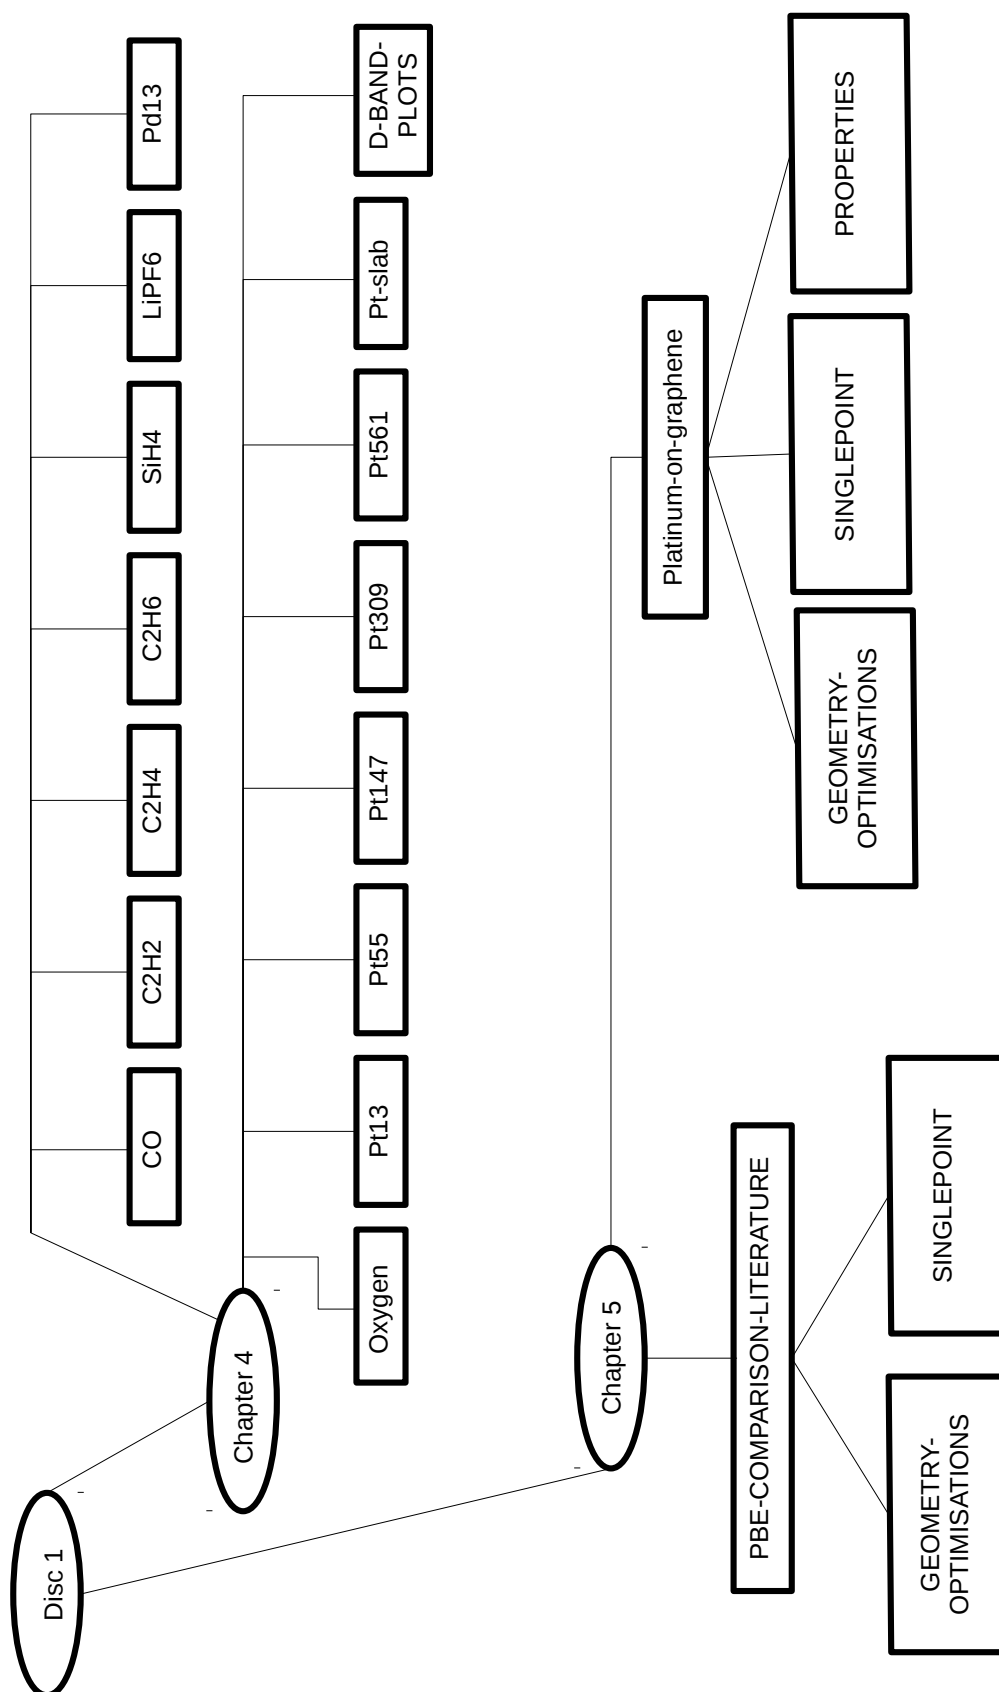 Disc 1
Chapter 4
CO
C2H2
C2H4
C2H6
SiH4
LiPF6
Pd13
Oxygen
Pt13
Pt55
Pt147
Pt309
Pt561
Pt-slab
D-BAND-
PLOTS
Chapter 5
PBE-COMPARISON-LITERATURE
GEOMETRY-
OPTIMISATIONS
SINGLEPOINT
Platinum-on-graphene
GEOMETRY-
OPTIMISATIONS
SINGLEPOINT
PROPERTIES